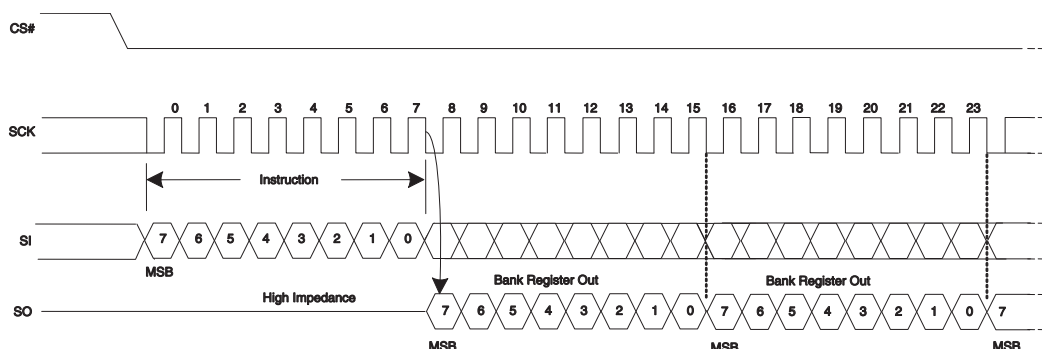 CS#
0 1 2 3 4 5 6 7 8 9 10 11 12 13 14 15 16 17 18 19 20 21 22 23
SCK
Instruction
SI 7 6 5 4 3 2 1 0
MSB
Bank Register Out Bank Register Out
High Impedance
SO 7 6 5 4 3 2 1 0 7 6 5 4 3 2 1 0 7
MSB MSB MSB